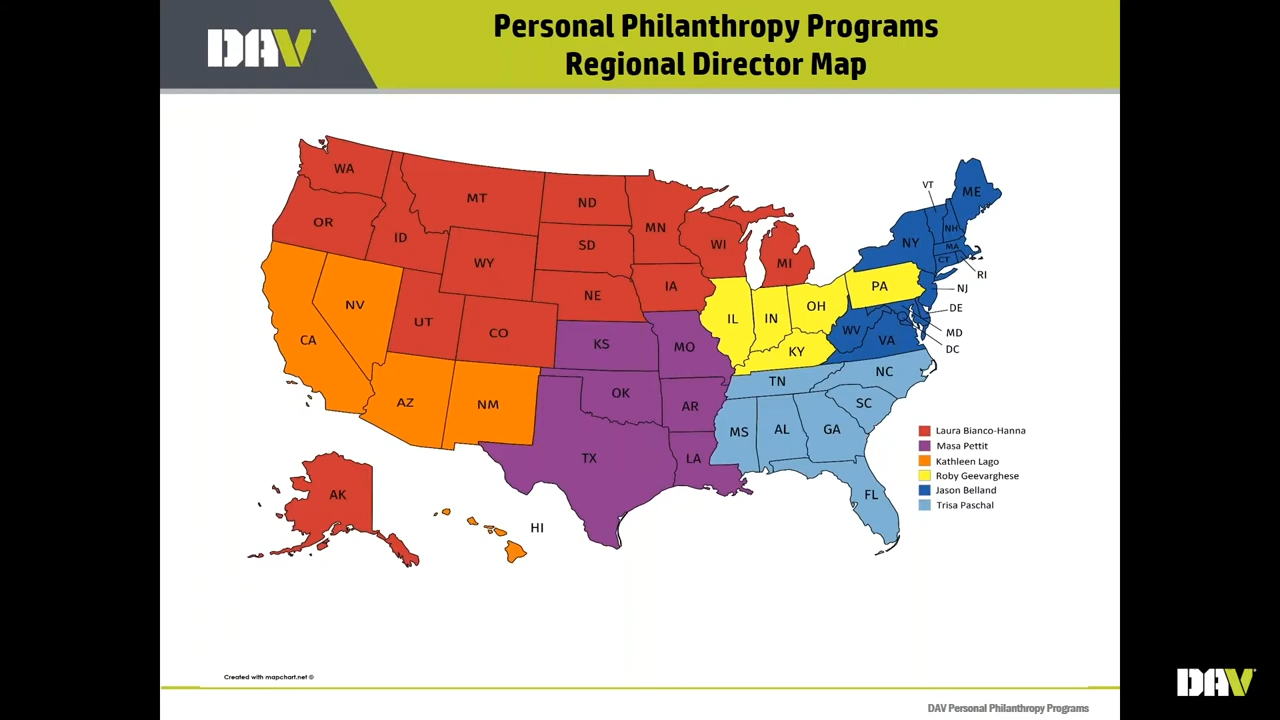 DAV
Personal Philanthropy Programs
Regional Director Map
WA
MT
ND
MN
OR
ID
SD
WI
MI
WY
NE
IA
VT
ME
NH
NY
MA
CT
RI
PA
NJ
NV
UT
CO
CA
KS
MO
IL
IN
OH
WV
VA
KY
DE
MD
DC
AZ
NM
OK
AR
TN
NC
SC
MS
AL
GA
TX
LA
FL
AK
HI
Laura Bianco-Hanna
Masa Pettit
Kathleen Lago
Roby Geevarghese
Jason Belland
Trisa Paschal
Created with mapchart.net ©
DAV Personal Philanthropy Programs
DAV